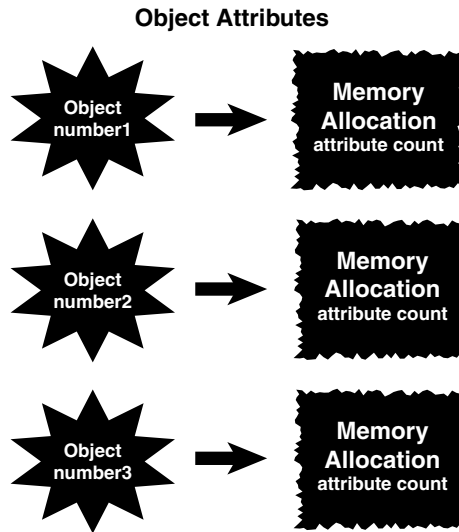 Object Attributes
Object
number1
Memory
Allocation
attribute count
Object
number2
Memory
Allocation
attribute count
Object
number3
Memory
Allocation
attribute count